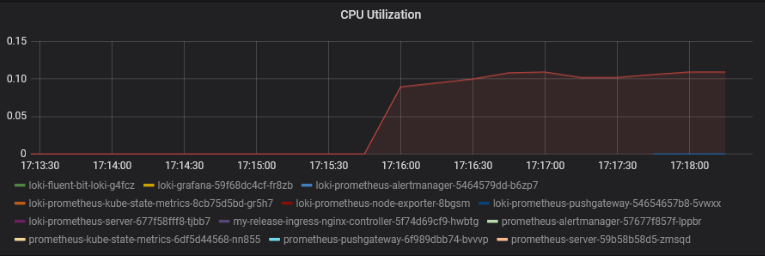 CPU Utilization
0.15
0.10
0.05
0
17:13:30 17:14:00 17:14:30 17:15:00 17:15:30 17:16:00 17:16:30 17:17:00 17:17:30 17:18:00
loki-fluent-bit-loki-g4fcz loki-grafana-59f68dc4cf-fr8zb loki-prometheus-alertmanager-5464579dd-b6zp7
loki-prometheus-kube-state-metrics-8cb75d5bd-gr5h7 loki-prometheus-node-exporter-8bgsm loki-prometheus-pushgateway-54654657b8-5vwxx
loki-prometheus-server-677f58fff8-tjbb7 my-release-ingress-nginx-controller-5f74d69cf9-hwbtg prometheus-alertmanager-57677f857f-lppbr
prometheus-kube-state-metrics-6df5d44568-nn855 prometheus-pushgateway-6f989dbb74-bvvvp prometheus-server-59b58b58d5-zmsqd